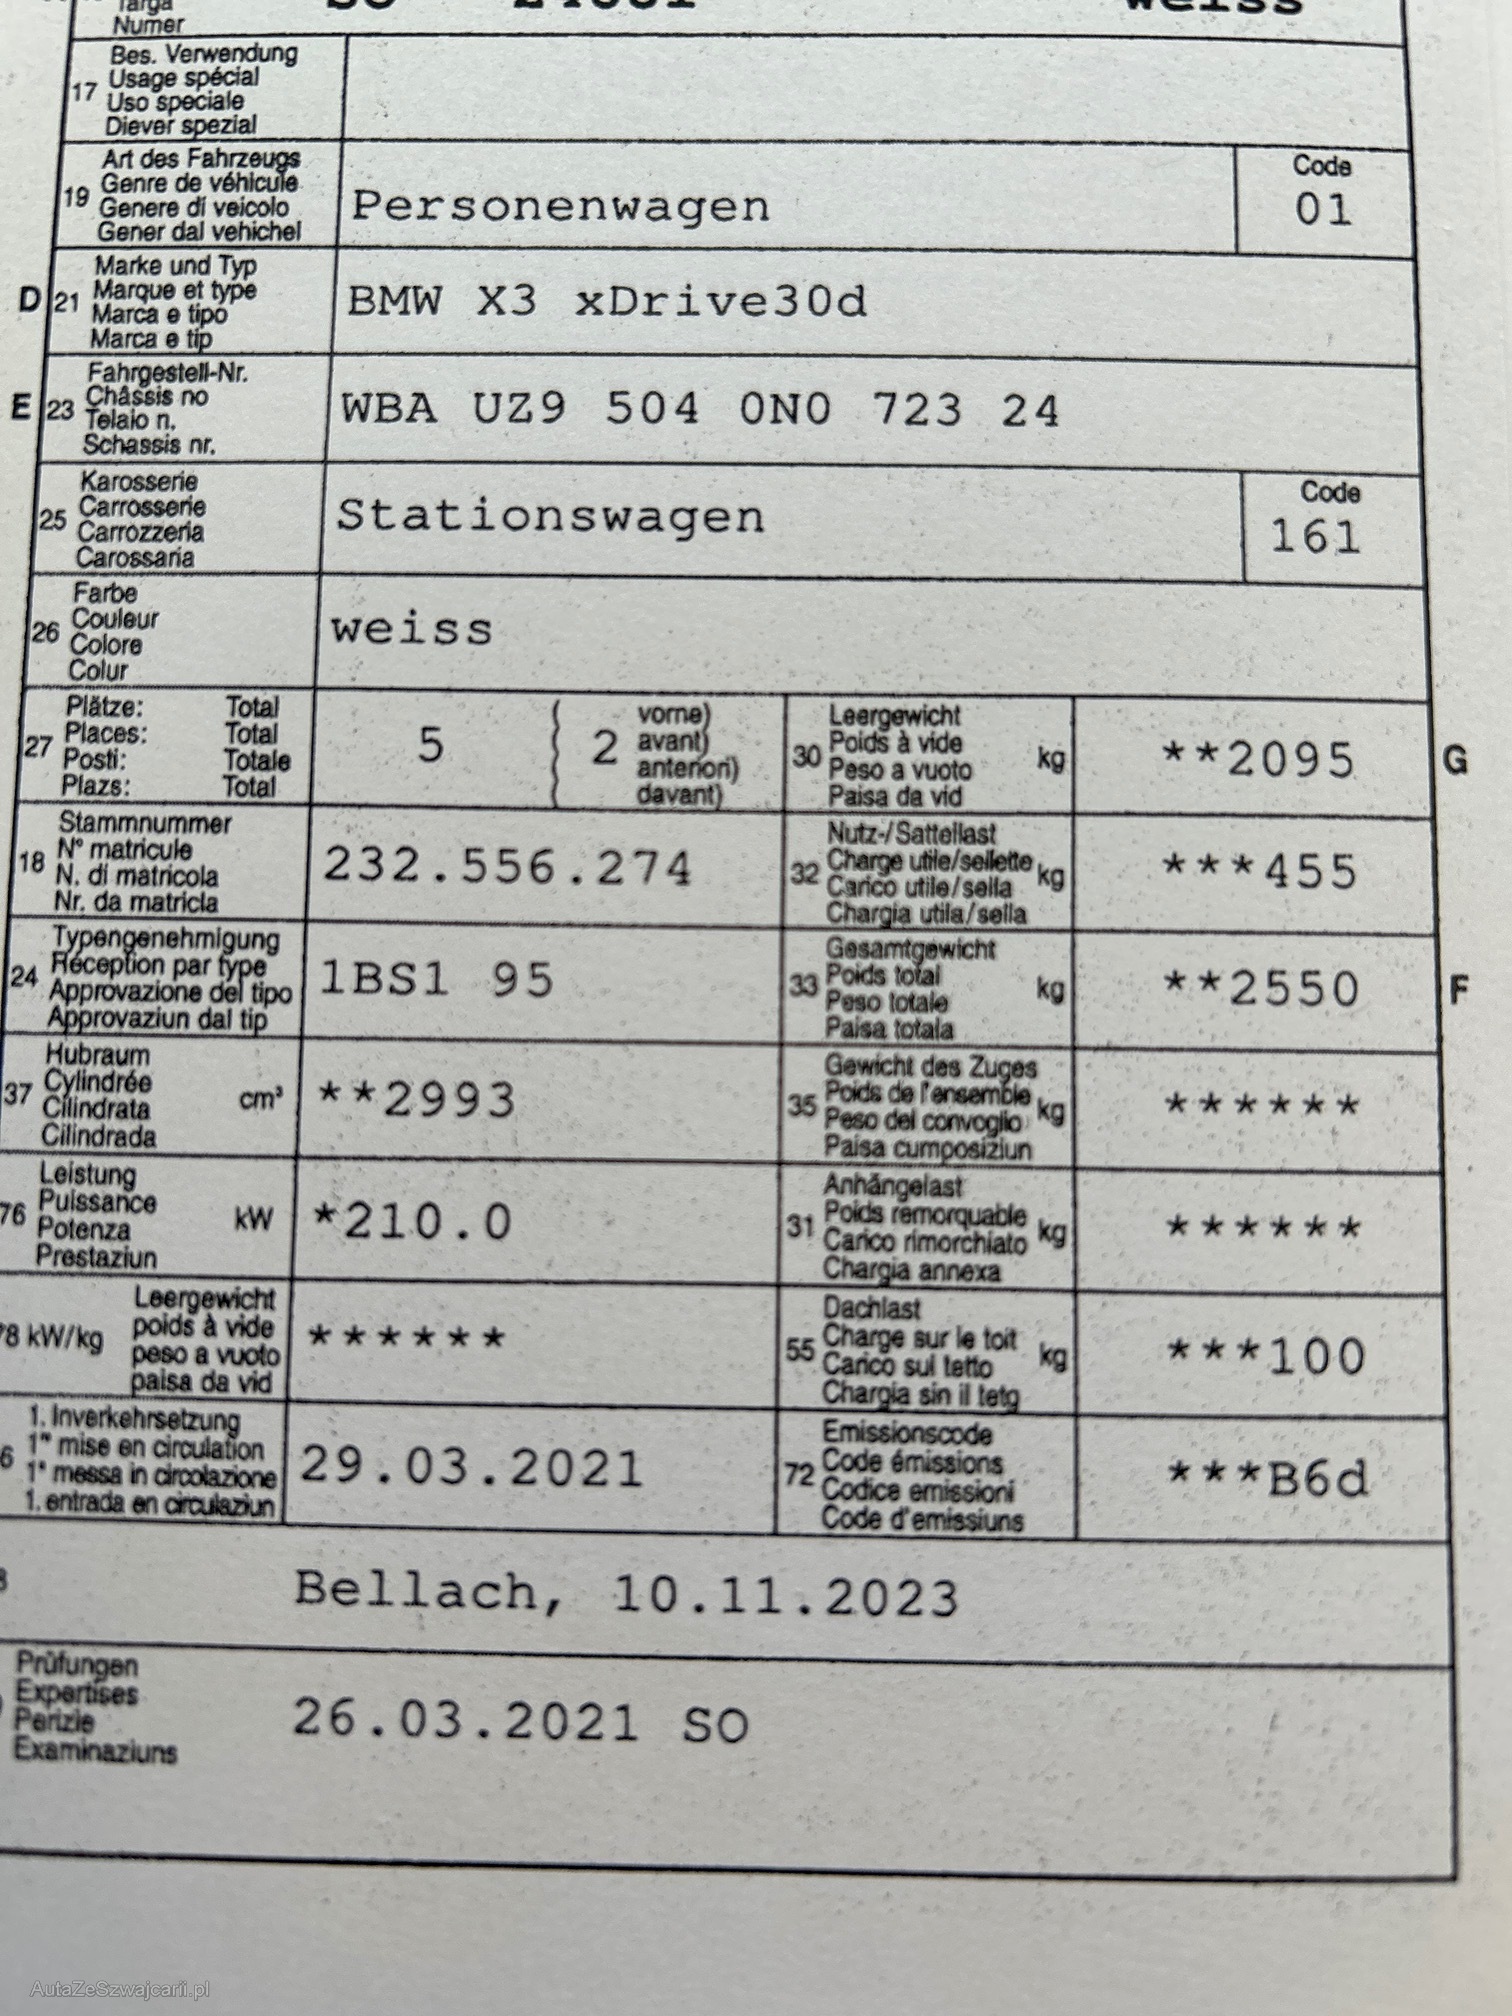 Targa
Numer
SO
weiss
17
Bes. Verwendung
Usage spécial
Uso speciale
Diever spezial
19
Art des Fahrzeugs
Genre de véhicule
Genere di veicolo
Gener dal vehichel
Personenwagen
Code
01
D
21
Marke und Typ
Marque et type
Marca e tipo
Marca e tip
BMW X3 xDrive30d
E
23
Fahrgestell-Nr.
Châssis no
Telaio n.
Schassis nr.
WBA UZ9 504 0N0 723 24
25
Karosserie
Carrosserie
Carrozzeria
Carossaria
Stationswagen
Code
161
26
Farbe
Couleur
Colore
Colur
weiss
27
Plätze: Total
Places: Total
Posti: Totale
Plazs: Total
5
2
vorne)
avant)
anteriori)
davant)
30
Leergewicht
Poids à vide
Peso a vuoto
Paisa da vid
kg
**2095
G
18
Stammnummer
N° matricule
N. di matricola
Nr. da matricla
232.556.274
32
Nutz-/Sattellast
Charge utile/sellette
Carico utile/sella
Chargia utila/sella
kg
***455
24
Typengenehmigung
Réception par type
Approvazione del tipo
Approvaziun dal tip
1BS1 95
33
Gesamtgewicht
Poids total
Peso totale
Paisa totala
kg
**2550
F
37
Hubraum
Cylindrée
Cilindrata
Cilindrada
cm³
**2993
35
Gewicht des Zuges
Poids de l'ensemble
Peso del convoglio
Paisa cumposiziun
kg
******
76
Leistung
Puissance
Potenza
Prestaziun
kW
*210.0
31
Anhängelast
Poids remorquable
Carico rimorchiato
Chargia annexa
kg
******
78 kW/kg
Leergewicht
poids à vide
peso a vuoto
paisa da vid
******
55
Dachlast
Charge sur le toit
Carico sul tetto
Chargia sin il tetg
kg
***100
6
1. Inverkehrsetzung
1re mise en circulation
1a messa in circolazione
1. entrada en circulaziun
29.03.2021
72
Emissionscode
Code émissions
Codice emissioni
Code d'emissiuns
***B6d
Bellach, 10.11.2023
Prüfungen
Expertises
Perizie
Examinaziuns
26.03.2021 SO
AutaZeSzwajcarii.pl